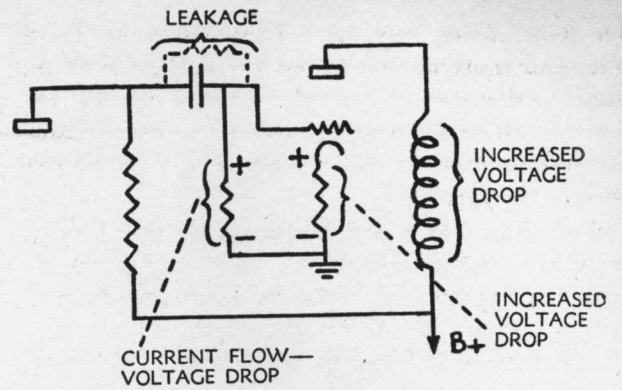 LEAKAGE
+
+
-
-
INCREASED
VOLTAGE
DROP
INCREASED
VOLTAGE
DROP
B+
CURRENT FLOW—
VOLTAGE DROP